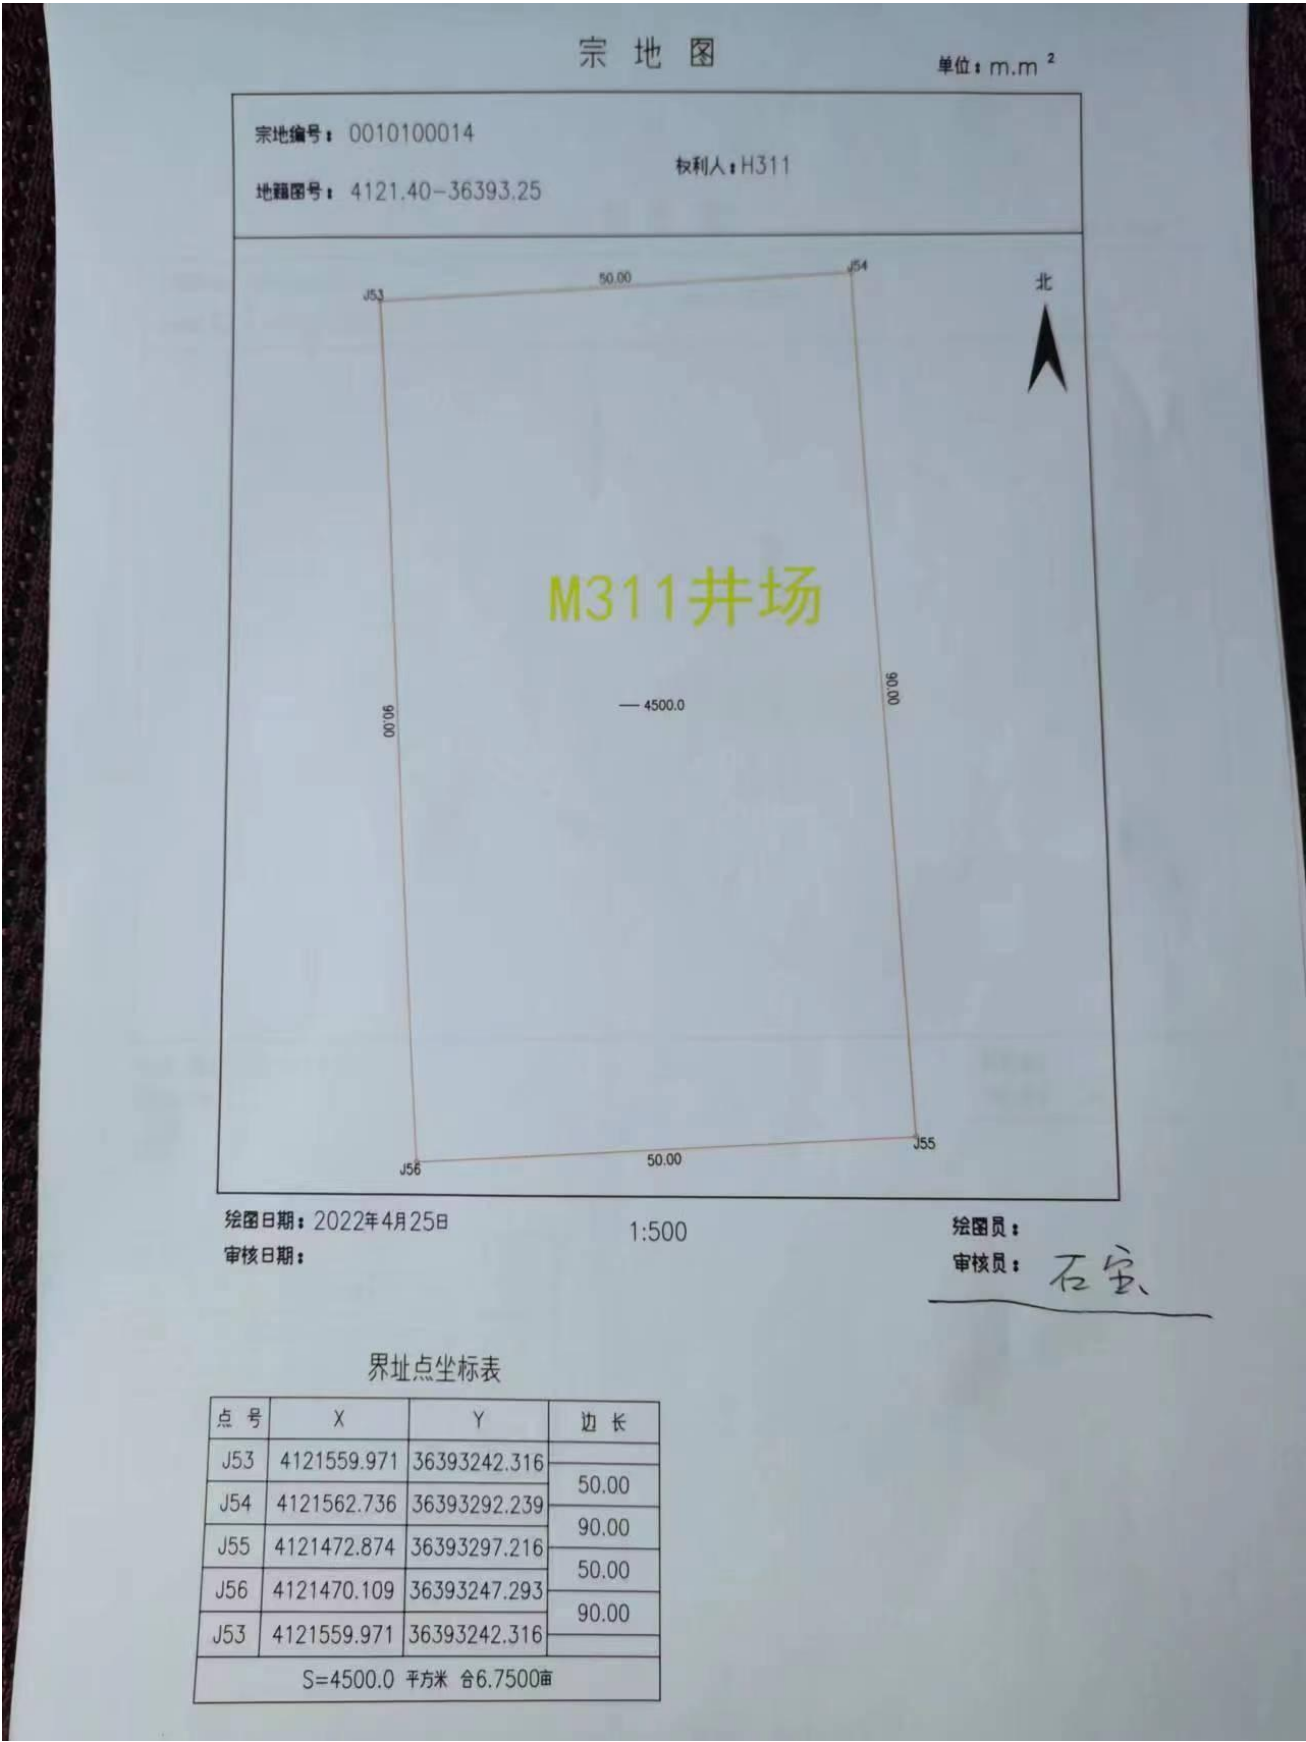 宗 地 图
单位：m.m²
宗地编号：0010100014
权利人：H311
地籍图号：4121.40-36393.25
北
J53
50.00
J54
M311井场
90.00
4500.0
90.00
J56
50.00
J55
绘图日期：2022年4月25日
1:500
绘图员：
审核日期：
审核员：石宝
界址点坐标表
点 号 X Y 边 长
J53 4121559.971 36393242.316
50.00
J54 4121562.736 36393292.239
90.00
J55 4121472.874 36393297.216
50.00
J56 4121470.109 36393247.293
90.00
J53 4121559.971 36393242.316
S=4500.0 平方米 合6.7500亩